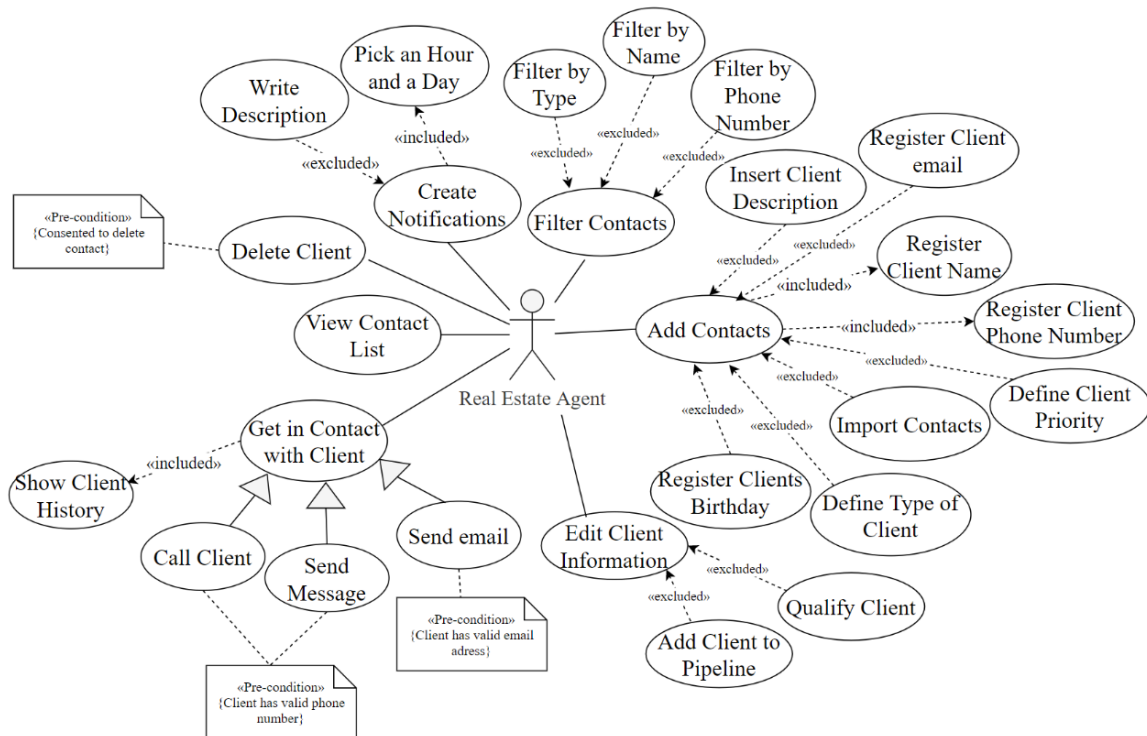 Pick an Hour
and a Day
Write
Description
«included»
«excluded»
Create
Notifications
Filter by
Type
Filter by
Name
Filter by
Phone
Number
«excluded»
«excluded»
«excluded»
Filter Contacts
Register Client
email
Insert Client
Description
«excluded»
«excluded»
Register
Client Name
«included»
«Pre-condition»
{Consented to delete
contact}
Delete Client
View Contact
List
Real Estate Agent
Add Contacts
«included»
Register Client
Phone Number
«excluded»
Define Client
Priority
«excluded»
Import Contacts
«excluded»
Define Type of
Client
«excluded»
Register Clients
Birthday
Get in Contact
with Client
«included»
Show Client
History
Call Client
Send
Message
Send email
«Pre-condition»
{Client has valid email
adress}
«Pre-condition»
{Client has valid phone
number}
Edit Client
Information
«excluded»
Qualify Client
«excluded»
Add Client to
Pipeline